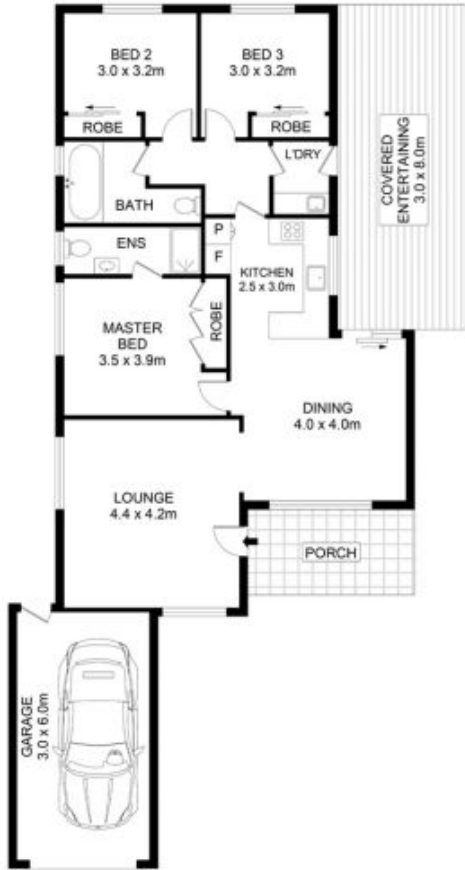 BED 2
3.0 x 3.2m
BED 3
3.0 x 3.2m
ROBE
ROBE
L'DRY
COVERED
ENTERTAINING
3.0 x 8.0m
BATH
ENS
P
F
KITCHEN
2.5 x 3.0m
ROBE
MASTER
BED
3.5 x 3.9m
DINING
4.0 x 4.0m
LOUNGE
4.4 x 4.2m
PORCH
GARAGE
3.0 x 6.0m